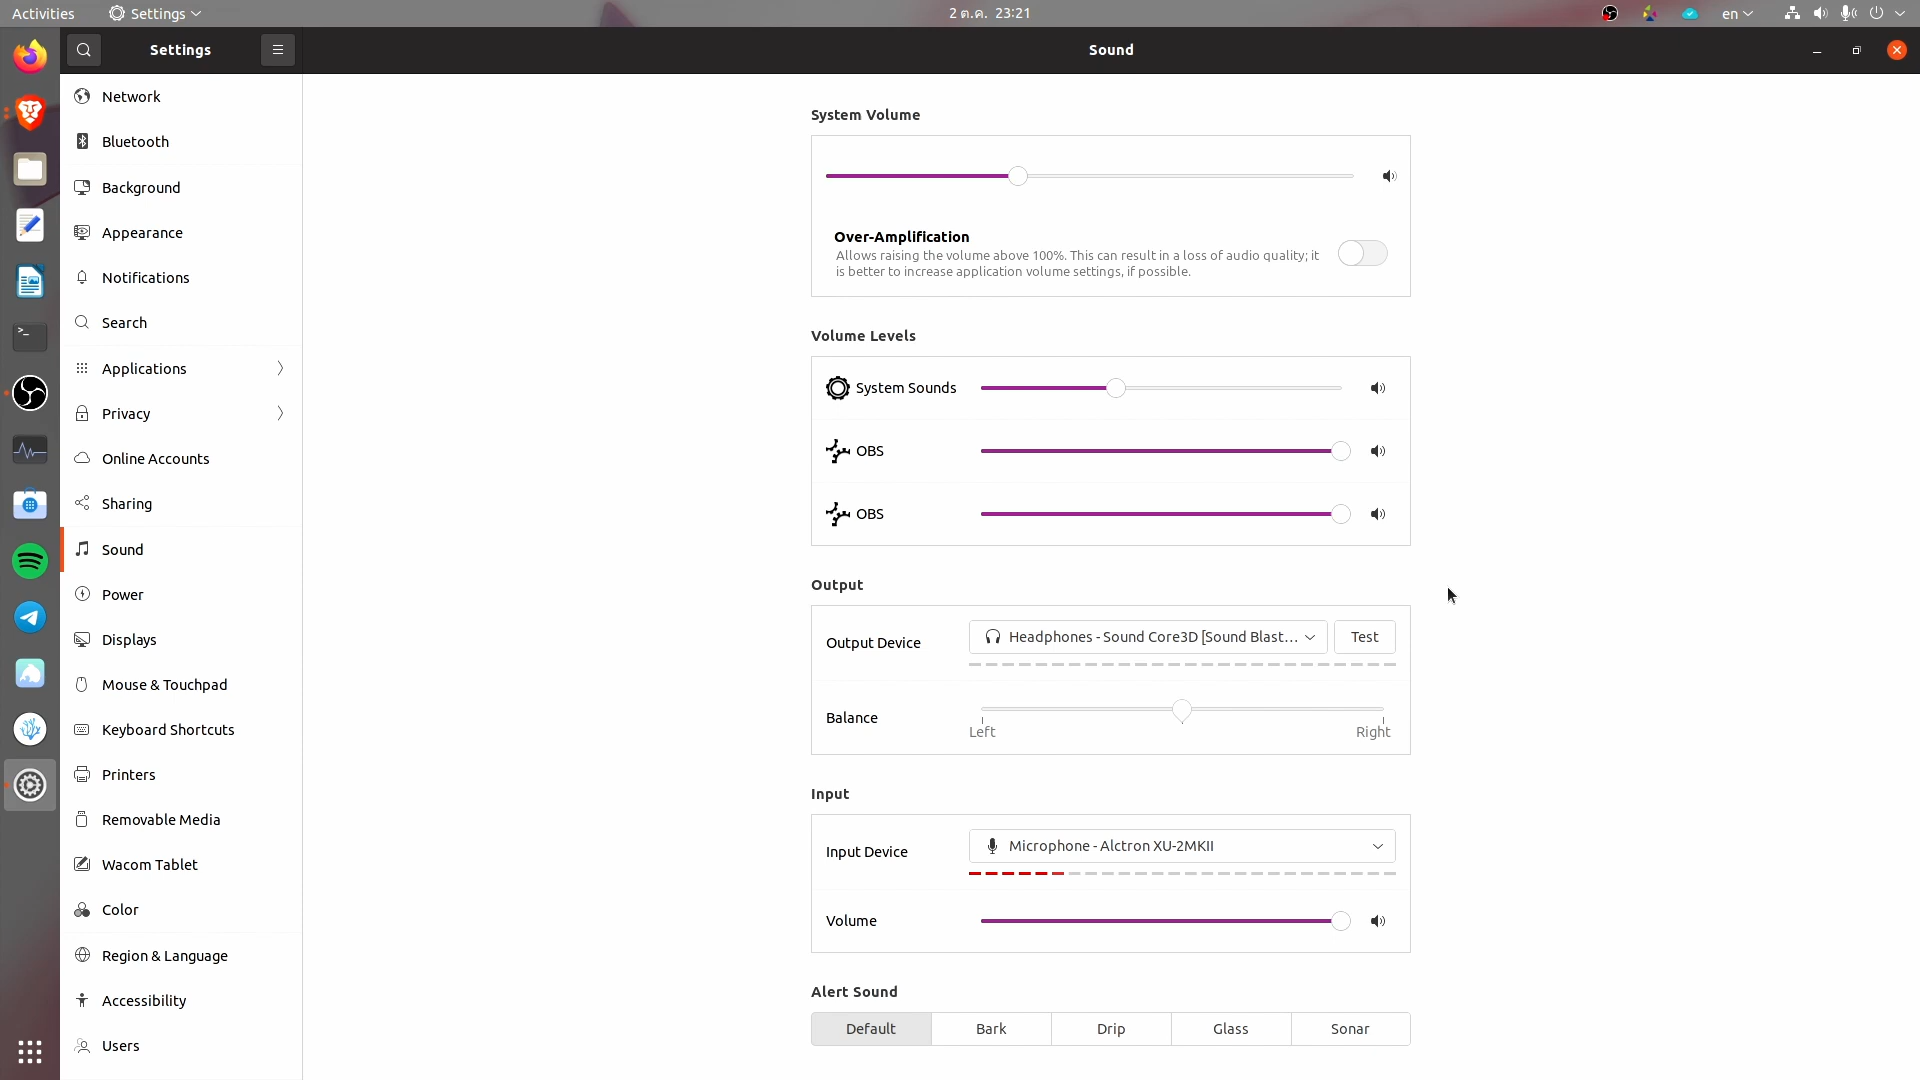 Activities
Settings
2 ต.ค. 23:21
en
Settings
Sound
Network
Bluetooth
Background
Appearance
Notifications
Search
Applications
Privacy
Online Accounts
Sharing
Sound
Power
Displays
Mouse & Touchpad
Keyboard Shortcuts
Printers
Removable Media
Wacom Tablet
Color
Region & Language
Accessibility
Users
System Volume
Over-Amplification
Allows raising the volume above 100%. This can result in a loss of audio quality; it
is better to increase application volume settings, if possible.
Volume Levels
System Sounds
OBS
OBS
Output
Output Device
Headphones - Sound Core3D [Sound Blast…
Test
Balance
Left
Right
Input
Input Device
Microphone - Alctron XU-2MKII
Volume
Alert Sound
Default
Bark
Drip
Glass
Sonar